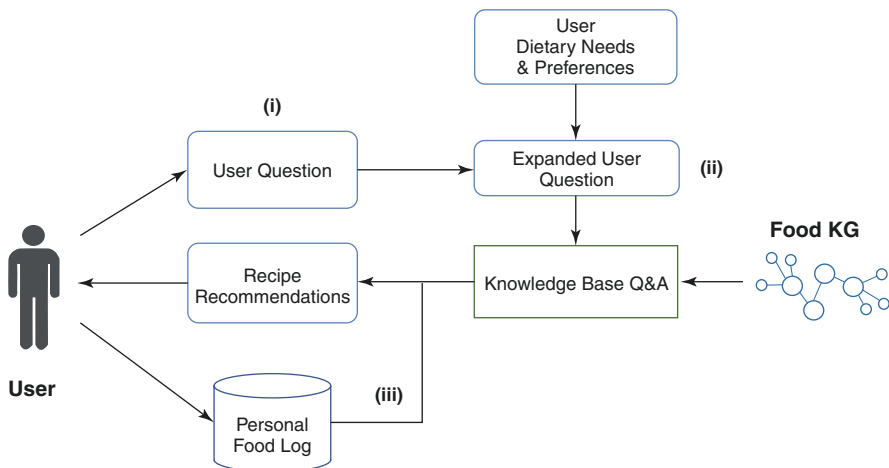 User
Dietary Needs
& Preferences
(i)
User Question
Expanded User
Question
(ii)
Food KG
Recipe
Recommendations
Knowledge Base Q&A
User
(iii)
Personal
Food Log